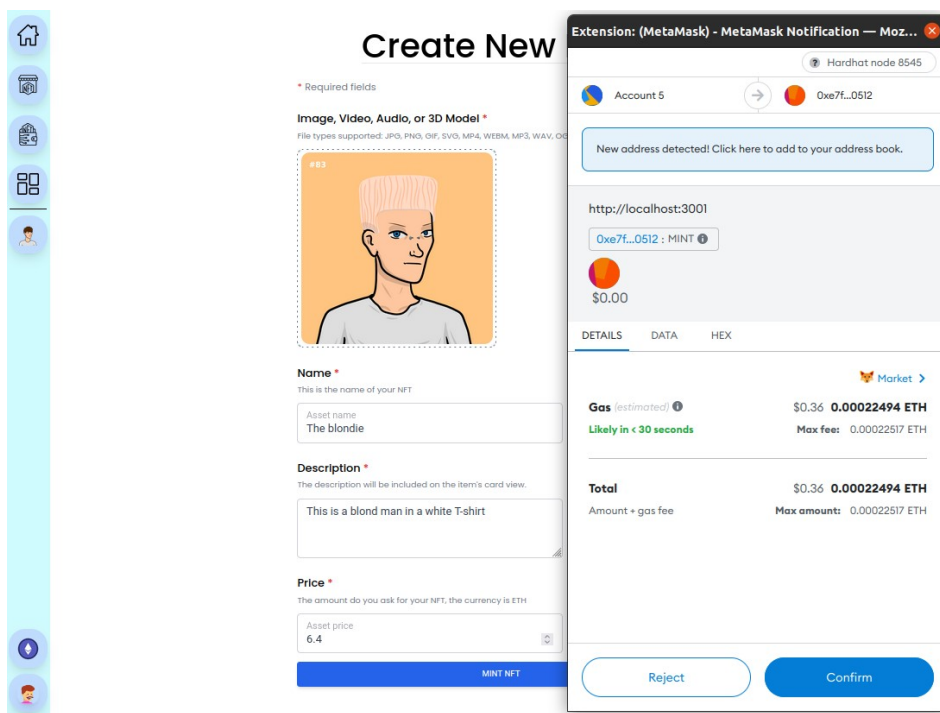 Create New
* Required fields
Image, Video, Audio, or 3D Model *
File types supported: JPG, PNG, GIF, SVG, MP4, WEBM, MP3, WAV, OG
#83
Name *
This is the name of your NFT
Asset name
The blondie
Description *
The description will be included on the item's card view.
This is a blond man in a white T-shirt
Price *
The amount do you ask for your NFT, the currency is ETH
Asset price
6.4
MINT NFT
Extension: (MetaMask) - MetaMask Notification — Moz...
? Hardhat node 8545
Account 5
0xe7f...0512
New address detected! Click here to add to your address book.
http://localhost:3001
0xe7f...0512 : MINT
$0.00
DETAILS DATA HEX
Market >
Gas (estimated) $0.36 0.00022494 ETH
Likely in < 30 seconds Max fee: 0.00022517 ETH
Total $0.36 0.00022494 ETH
Amount + gas fee Max amount: 0.00022517 ETH
Reject Confirm